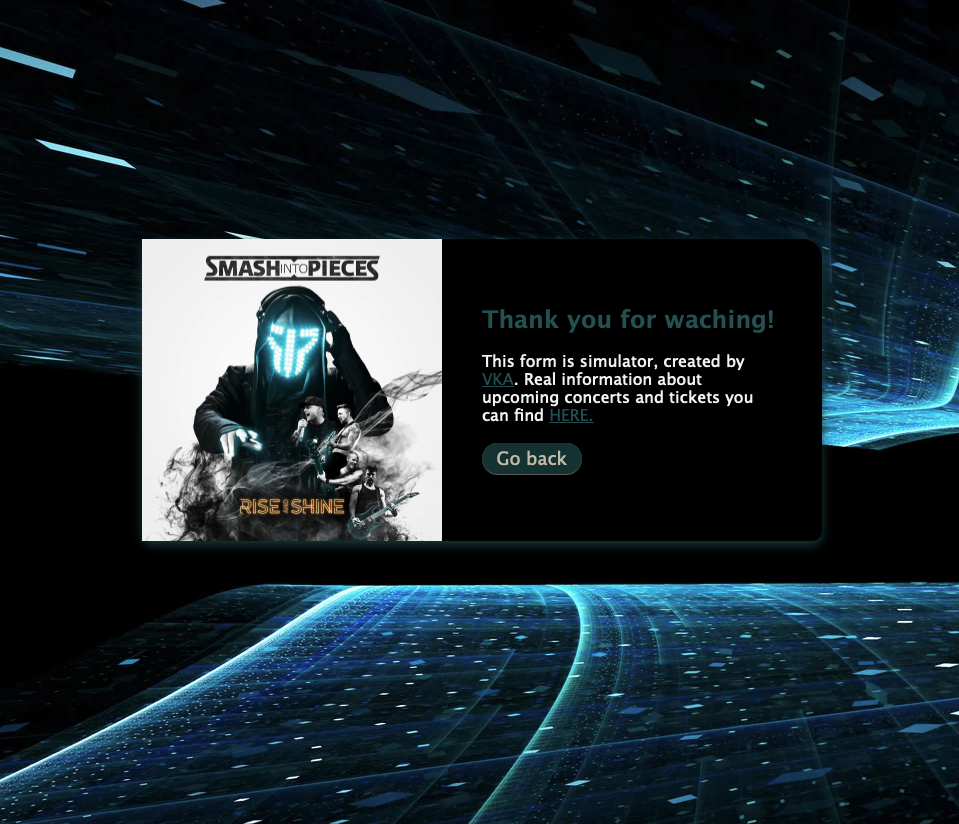 SMASH INTO PIECES
RISE AND SHINE
Thank you for waching!
This form is simulator, created by
VKA. Real information about
upcoming concerts and tickets you
can find HERE.
Go back